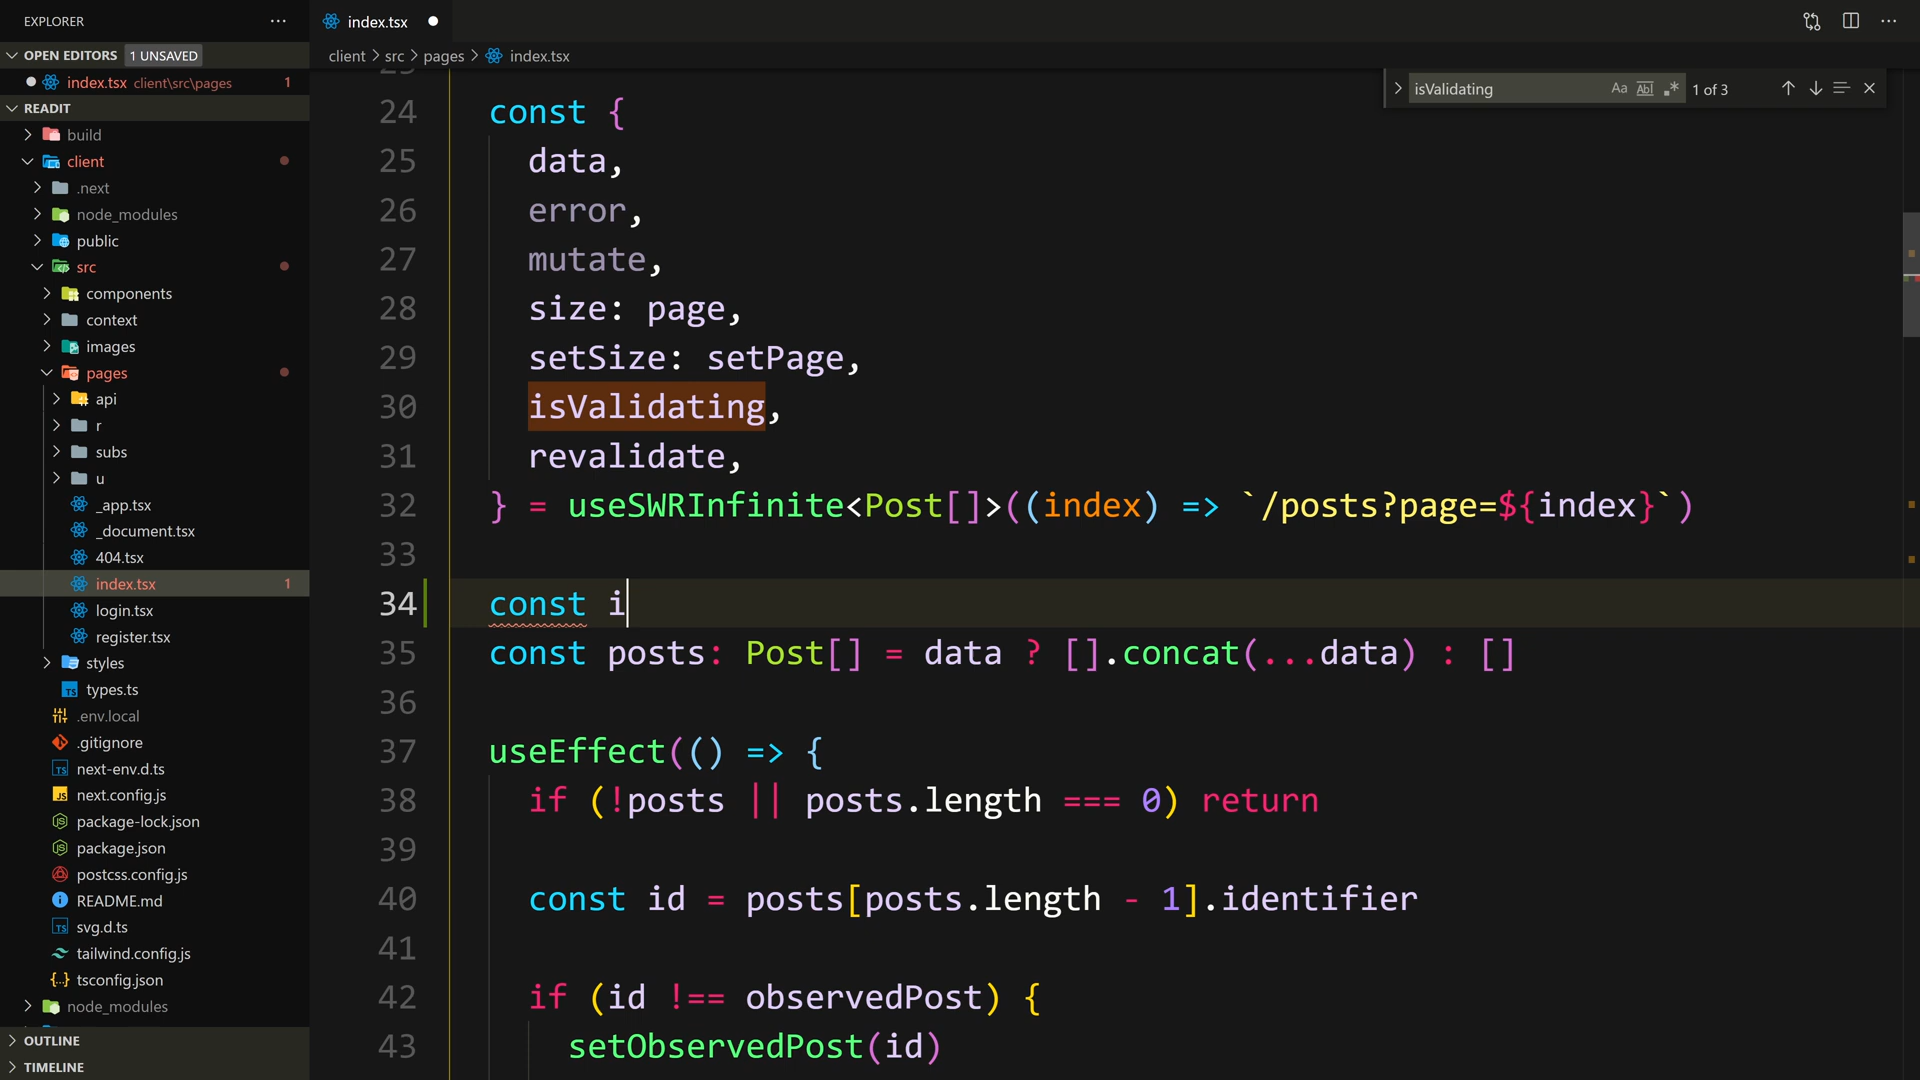 EXPLORER
OPEN EDITORS 1 UNSAVED
index.tsx client\src\pages 1
READIT
build
client
.next
node_modules
public
src
components
context
images
pages
api
r
subs
u
_app.tsx
_document.tsx
404.tsx
index.tsx 1
login.tsx
register.tsx
styles
types.ts
.env.local
.gitignore
next-env.d.ts
next.config.js
package-lock.json
package.json
postcss.config.js
README.md
svg.d.ts
tailwind.config.js
tsconfig.json
node_modules
OUTLINE
TIMELINE
index.tsx
client > src > pages > index.tsx
isValidating Aa Abl .* 1 of 3
24 const {
25 data,
26 error,
27 mutate,
28 size: page,
29 setSize: setPage,
30 isValidating,
31 revalidate,
32 } = useSWRInfinite<Post[]>((index) => `/posts?page=${index}`)
33
34 const i
35 const posts: Post[] = data ? [].concat(...data) : []
36
37 useEffect(() => {
38 if (!posts || posts.length === 0) return
39
40 const id = posts[posts.length - 1].identifier
41
42 if (id !== observedPost) {
43 setObservedPost(id)